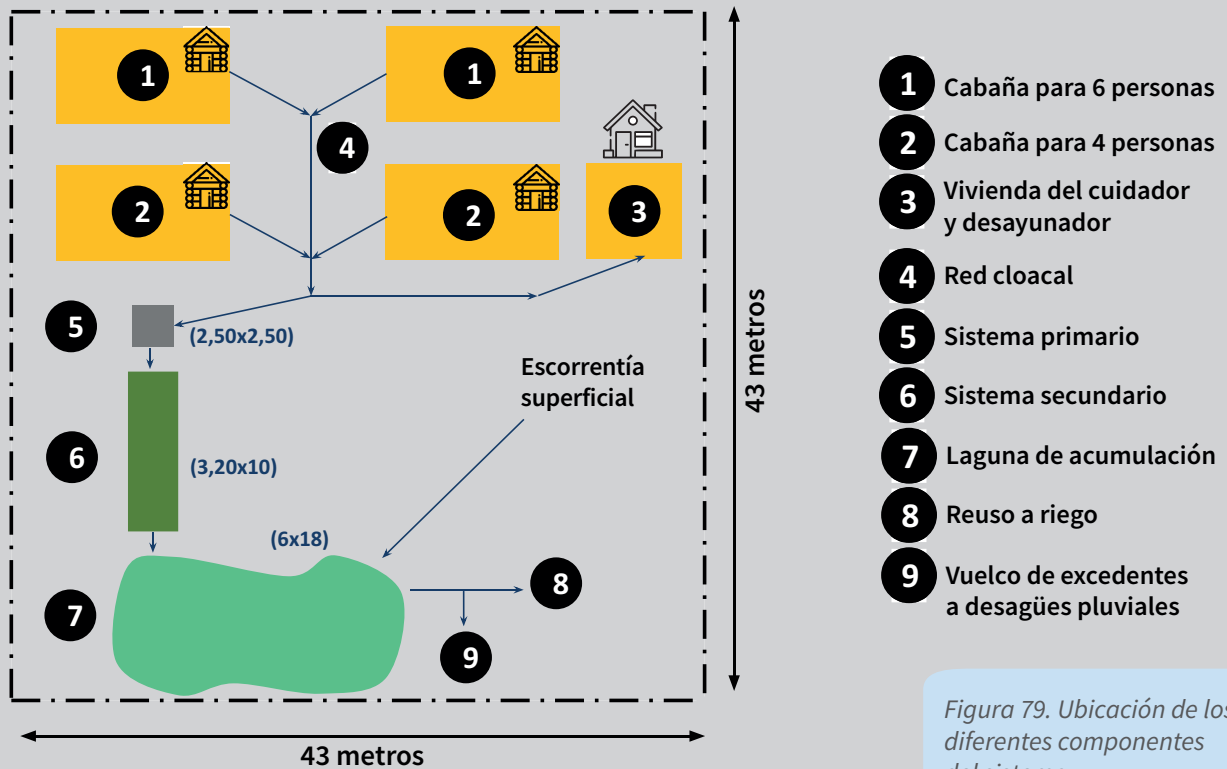 1
1
4
2
2
3
5
(2,50x2,50)
Escorrentía
superficial
6
(3,20x10)
(6x18)
7
8
9
43 metros
43 metros
1 Cabaña para 6 personas
2 Cabaña para 4 personas
3 Vivienda del cuidador
y desayunador
4 Red cloacal
5 Sistema primario
6 Sistema secundario
7 Laguna de acumulación
8 Reuso a riego
9 Vuelco de excedentes
a desagües pluviales
Figura 79. Ubicación de los
diferentes componentes